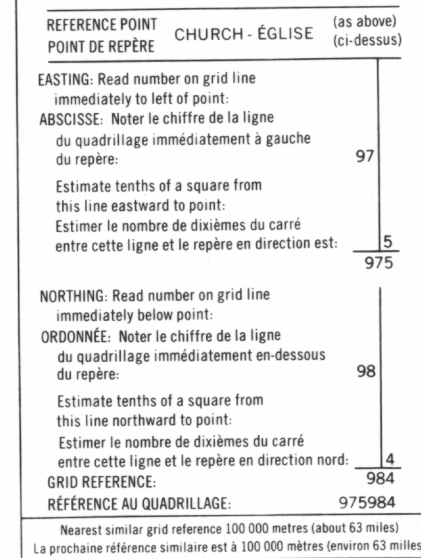 REFERENCE POINT
POINT DE REPÈRE
CHURCH - ÉGLISE
(as above)
(ci-dessus)
EASTING: Read number on grid line
immediately to left of point:
ABSCISSE: Noter le chiffre de la ligne
du quadrillage immédiatement à gauche
du repère: 97
Estimate tenths of a square from
this line eastward to point:
Estimer le nombre de dixièmes du carré
entre cette ligne et le repère en direction est: 5
975
NORTHING: Read number on grid line
immediately below point:
ORDONNÉE: Noter le chiffre de la ligne
du quadrillage immédiatement en-dessous
du repère: 98
Estimate tenths of a square from
this line northward to point:
Estimer le nombre de dixièmes du carré
entre cette ligne et le repère en direction nord: 4
GRID REFERENCE: 984
RÉFÉRENCE AU QUADRILLAGE: 975984
Nearest similar grid reference 100 000 metres (about 63 miles)
La prochaine référence similaire est à 100 000 mètres (environ 63 milles